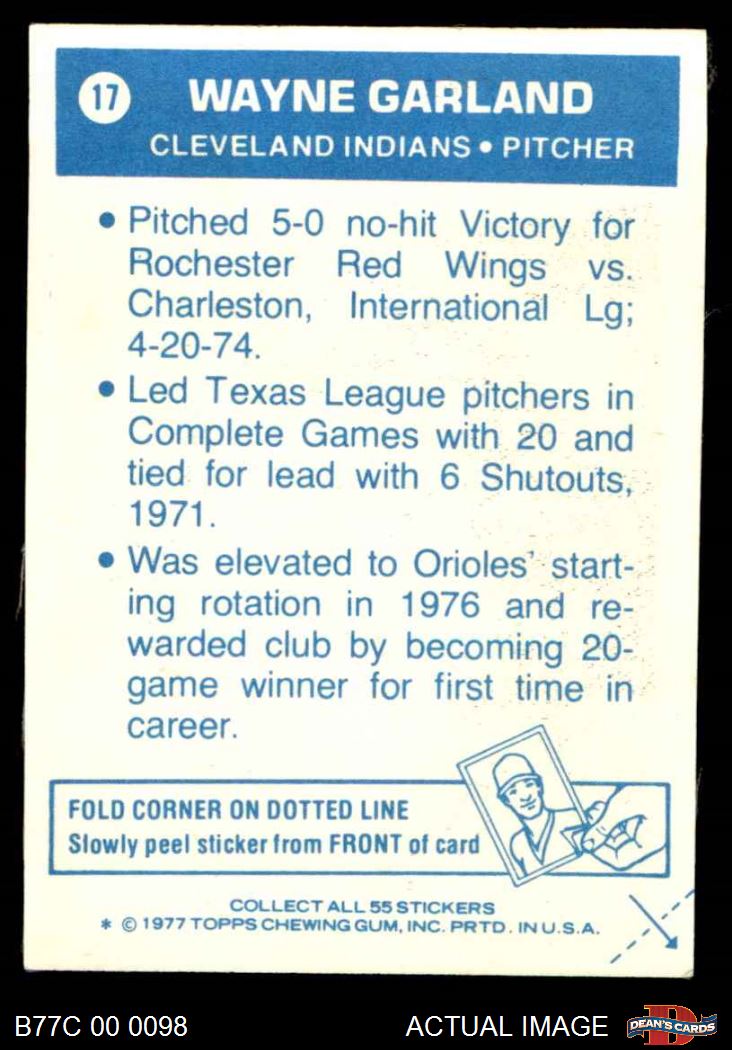 17
WAYNE GARLAND
CLEVELAND INDIANS • PITCHER
• Pitched 5-0 no-hit Victory for
Rochester Red Wings vs.
Charleston, International Lg;
4-20-74.
• Led Texas League pitchers in
Complete Games with 20 and
tied for lead with 6 Shutouts,
1971.
• Was elevated to Orioles' start-
ing rotation in 1976 and re-
warded club by becoming 20-
game winner for first time in
career.
FOLD CORNER ON DOTTED LINE
Slowly peel sticker from FRONT of card
COLLECT ALL 55 STICKERS
* © 1977 TOPPS CHEWING GUM, INC. PRTD. IN U.S.A.
B77C 00 0098
ACTUAL IMAGE
D
DEAN'S CARDS